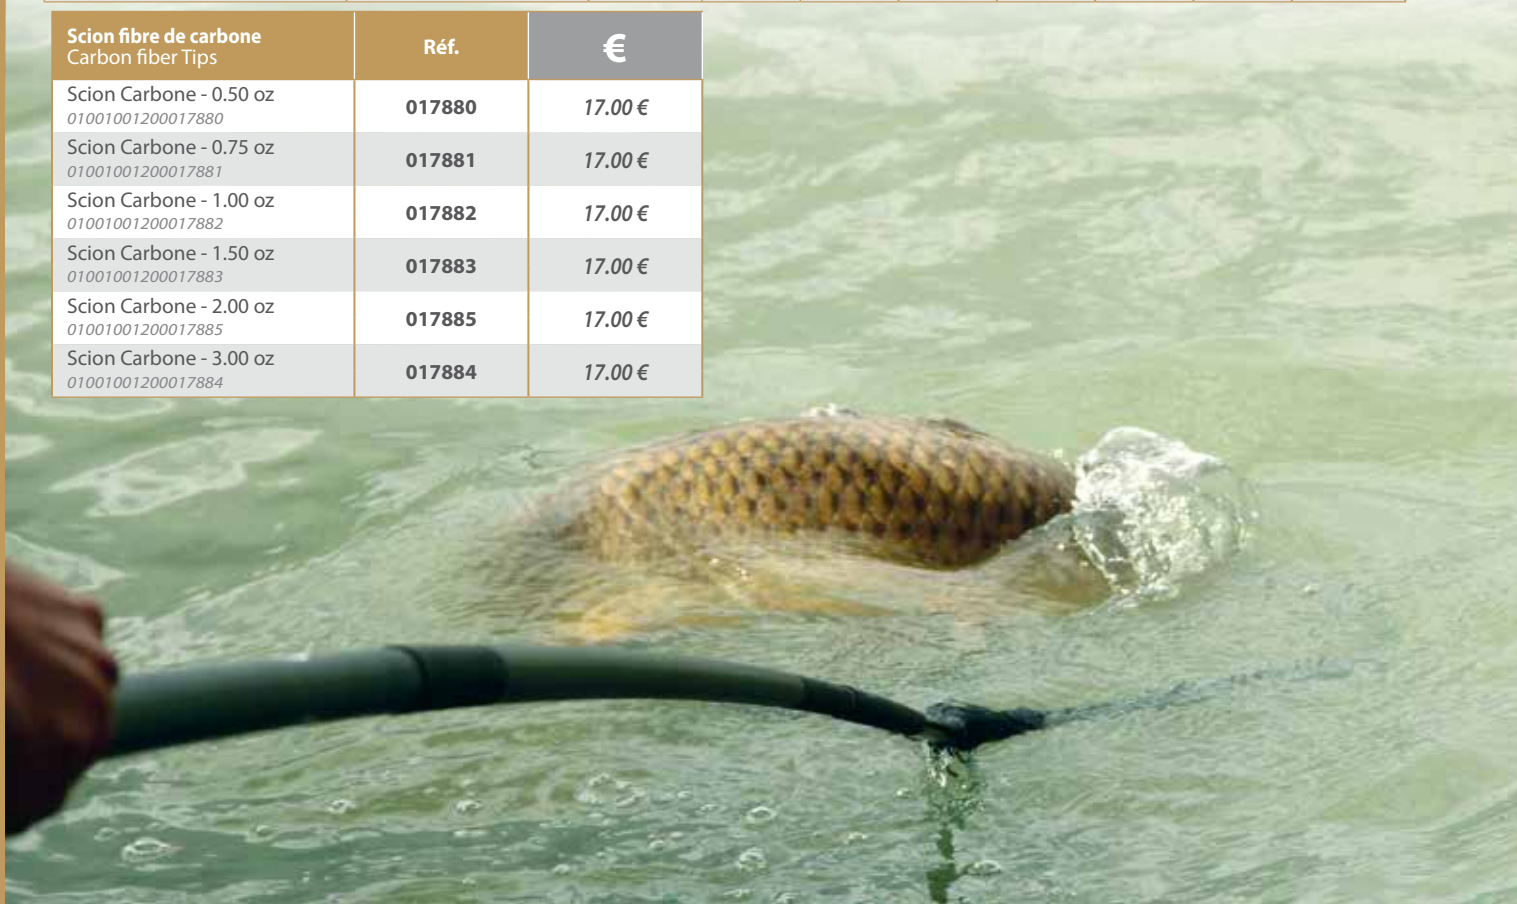 Scion fibre de carbone
Carbon fiber Tips
Réf.
€
Scion Carbone - 0.50 oz
01001001200017880
017880
17.00 €
Scion Carbone - 0.75 oz
01001001200017881
017881
17.00 €
Scion Carbone - 1.00 oz
01001001200017882
017882
17.00 €
Scion Carbone - 1.50 oz
01001001200017883
017883
17.00 €
Scion Carbone - 2.00 oz
01001001200017885
017885
17.00 €
Scion Carbone - 3.00 oz
01001001200017884
017884
17.00 €